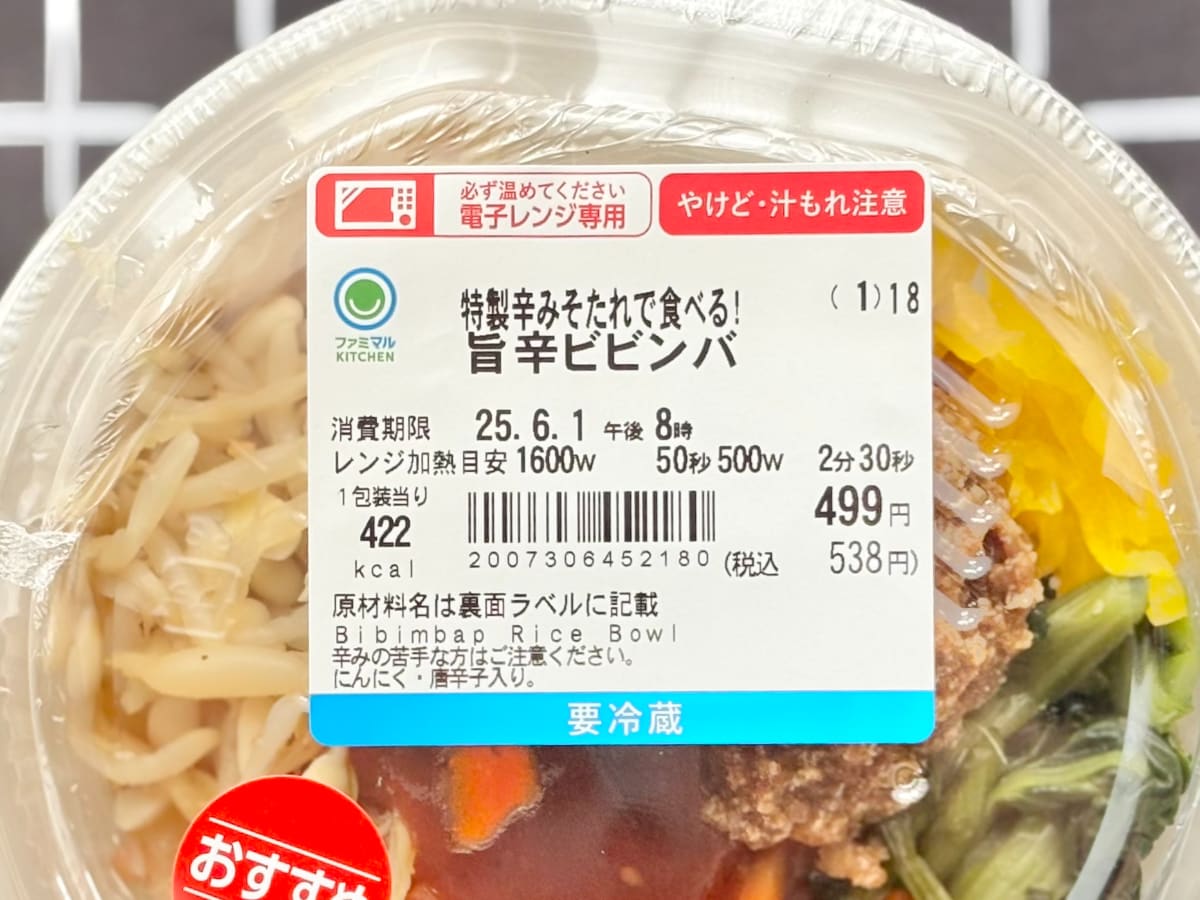 必ず温めてください
電子レンジ専用
やけど・汁もれ注意
ファミマル
KITCHEN
特製辛みそたれで食べる!
(1)18
旨辛ビビンバ
消費期限 25.6.1 午後 8時
レンジ加熱目安 1600W 50秒 500W 2分30秒
1包装当り
422
kcal
499円
2007306452180
(税込 538円)
原材料名は裏面ラベルに記載
Bibimbap Rice Bowl
辛みの苦手な方はご注意ください。
にんにく・唐辛子入り。
要冷蔵
おすすめ